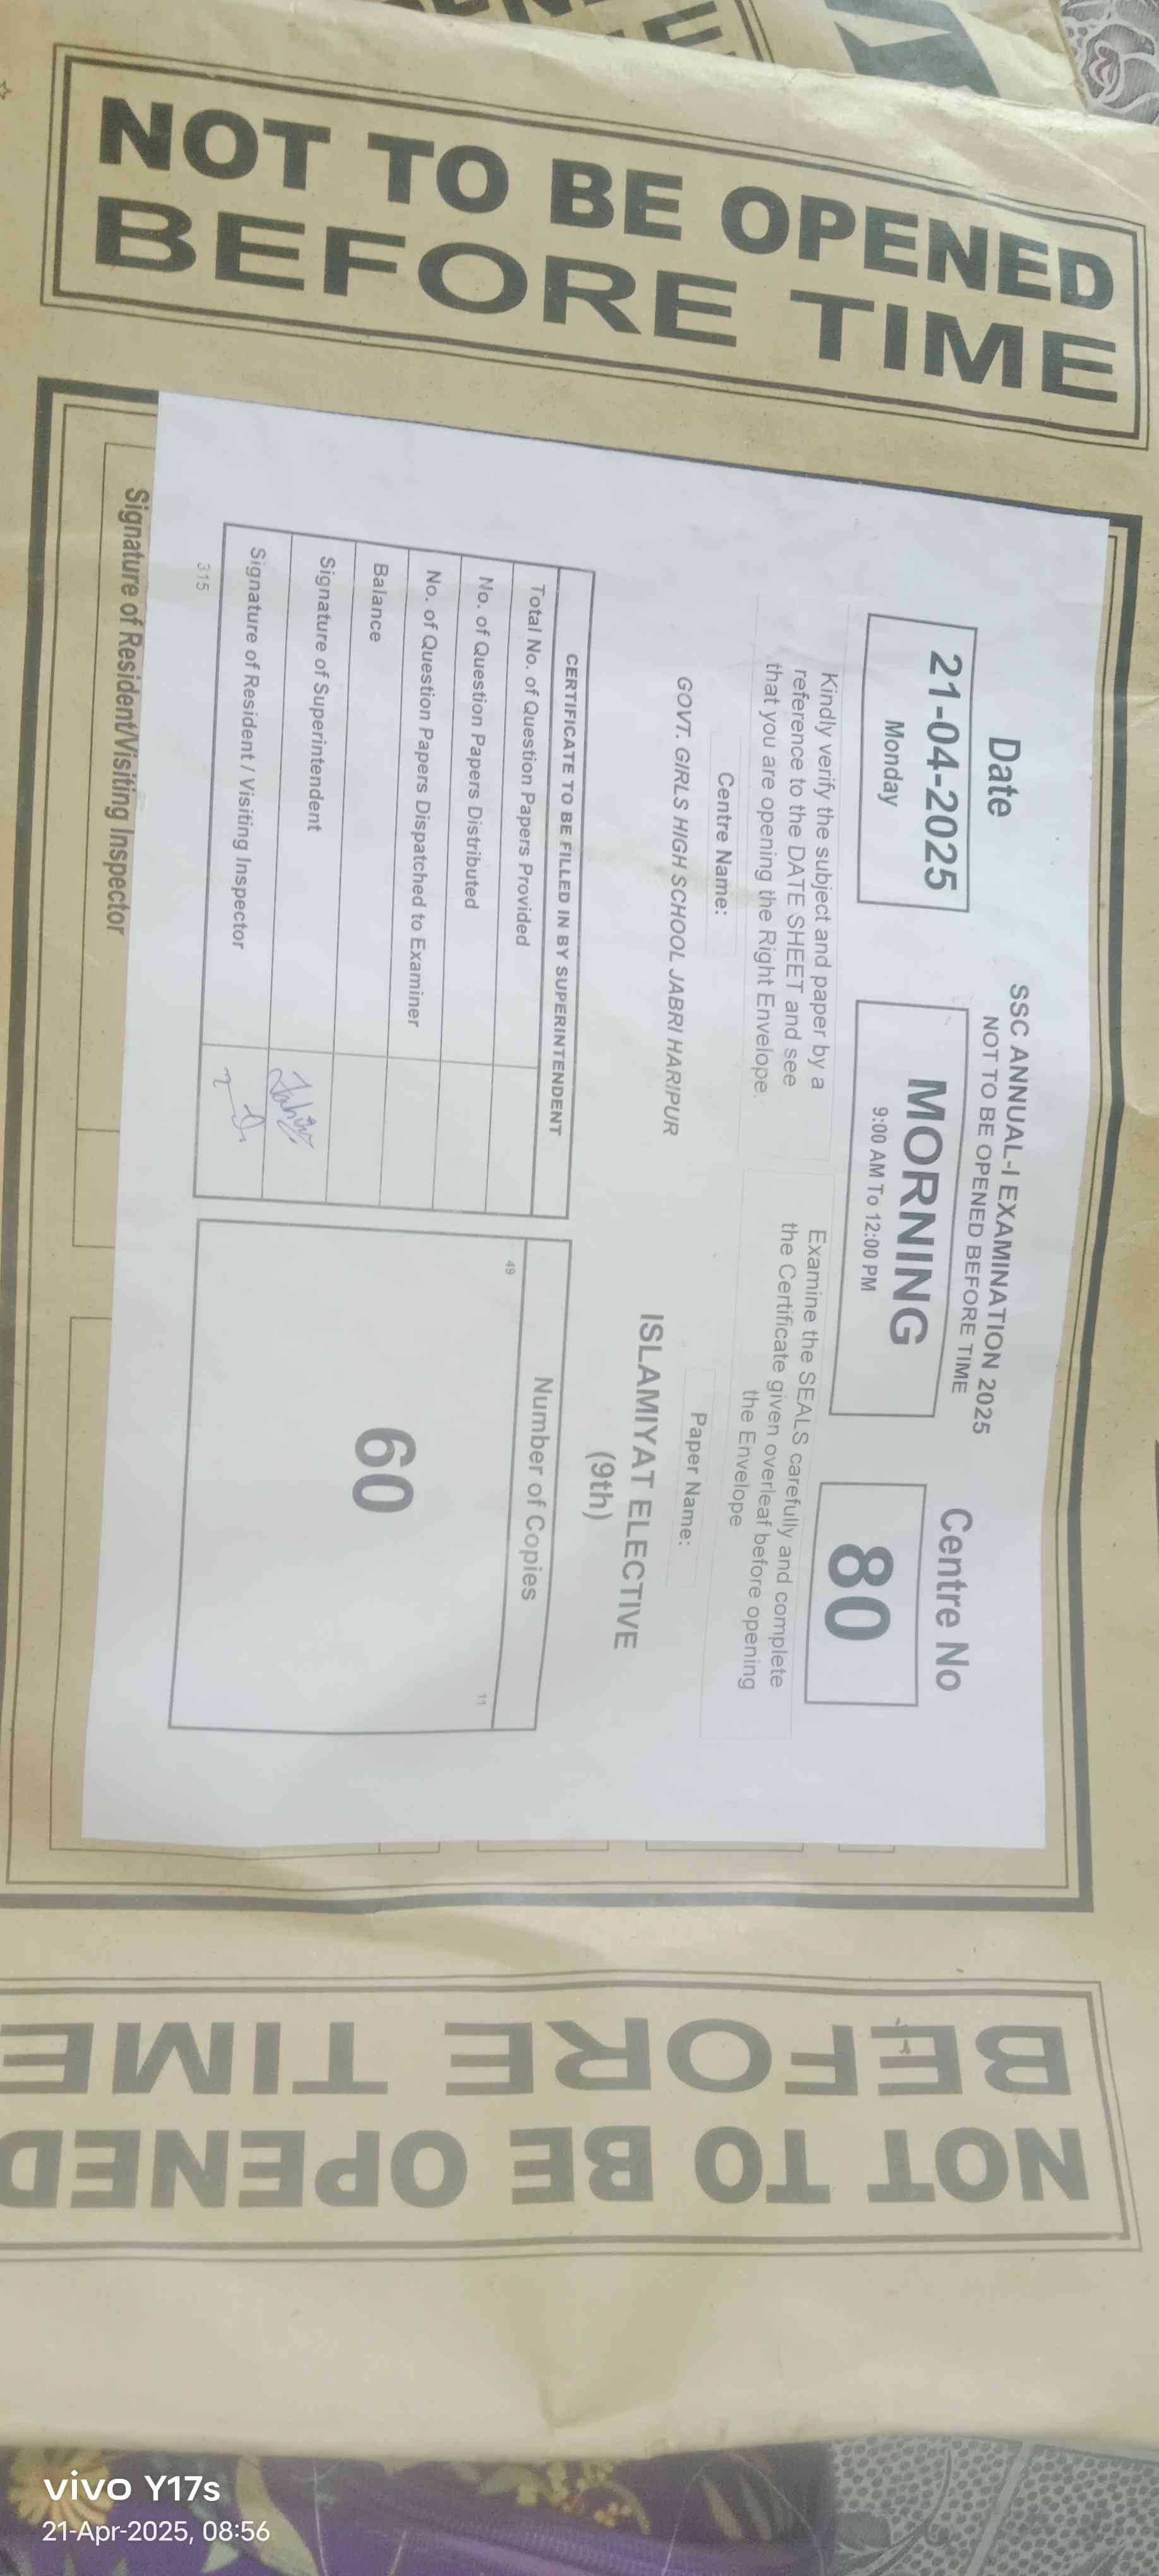 NOT TO BE OPENED
BEFORE TIME
SSC ANNUAL-I EXAMINATION 2025
NOT TO BE OPENED BEFORE TIME
Date
21-04-2025
Monday
MORNING
9:00 AM To 12:00 PM
Centre No
80
Kindly verify the subject and paper by a
reference to the DATE SHEET and see
that you are opening the Right Envelope.
Examine the SEALS carefully and complete
the Certificate given overleaf before opening
the Envelope
Centre Name:
GOVT. GIRLS HIGH SCHOOL JABRI HARIPUR
Paper Name:
ISLAMIYAT ELECTIVE
(9th)
CERTIFICATE TO BE FILLED IN BY SUPERINTENDENT
Total No. of Question Papers Provided
No. of Question Papers Distributed
No. of Question Papers Dispatched to Examiner
Balance
Signature of Superintendent
Signature of Resident / Visiting Inspector
315
Number of Copies
49
11
60
Signature of Resident/Visiting Inspector
NOT TO BE OPENED
BEFORE TIME
vivo Y17s
21-Apr-2025, 08:56